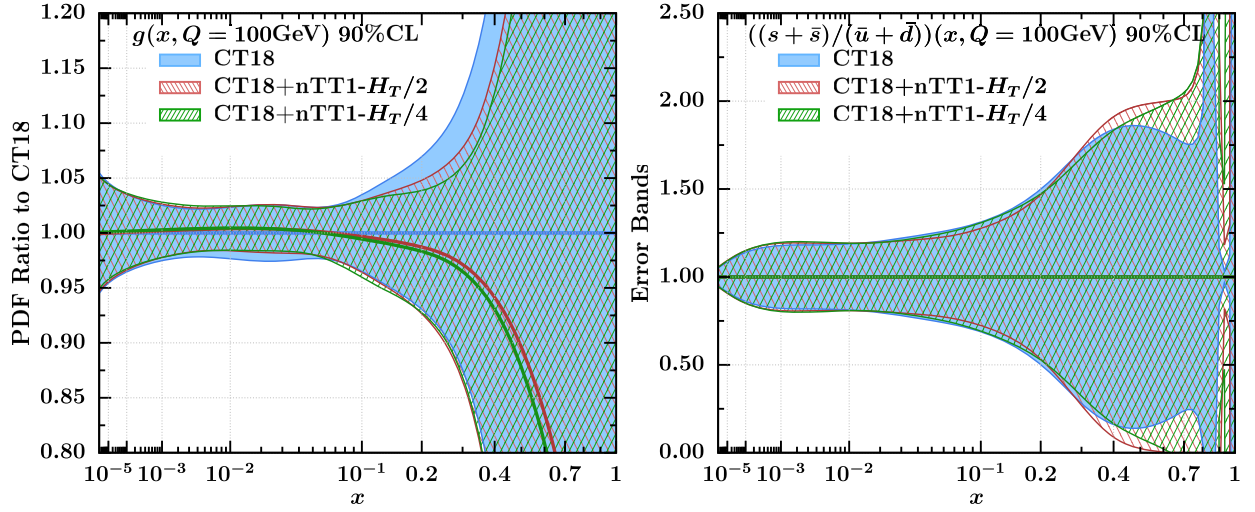 g(x, Q = 100GeV) 90%CL
CT18
CT18+nTT1-H_T/2
CT18+nTT1-H_T/4
PDF Ratio to CT18
1.20
1.15
1.10
1.05
1.00
0.95
0.90
0.85
0.80
10^-5 10^-3 10^-2 10^-1 0.2 0.4 0.7 1
x
((s + s̄)/(ū + d̄))(x, Q = 100GeV) 90%CL
CT18
CT18+nTT1-H_T/2
CT18+nTT1-H_T/4
Error Bands
2.50
2.00
1.50
1.00
0.50
0.00
10^-5 10^-3 10^-2 10^-1 0.2 0.4 0.7 1
x